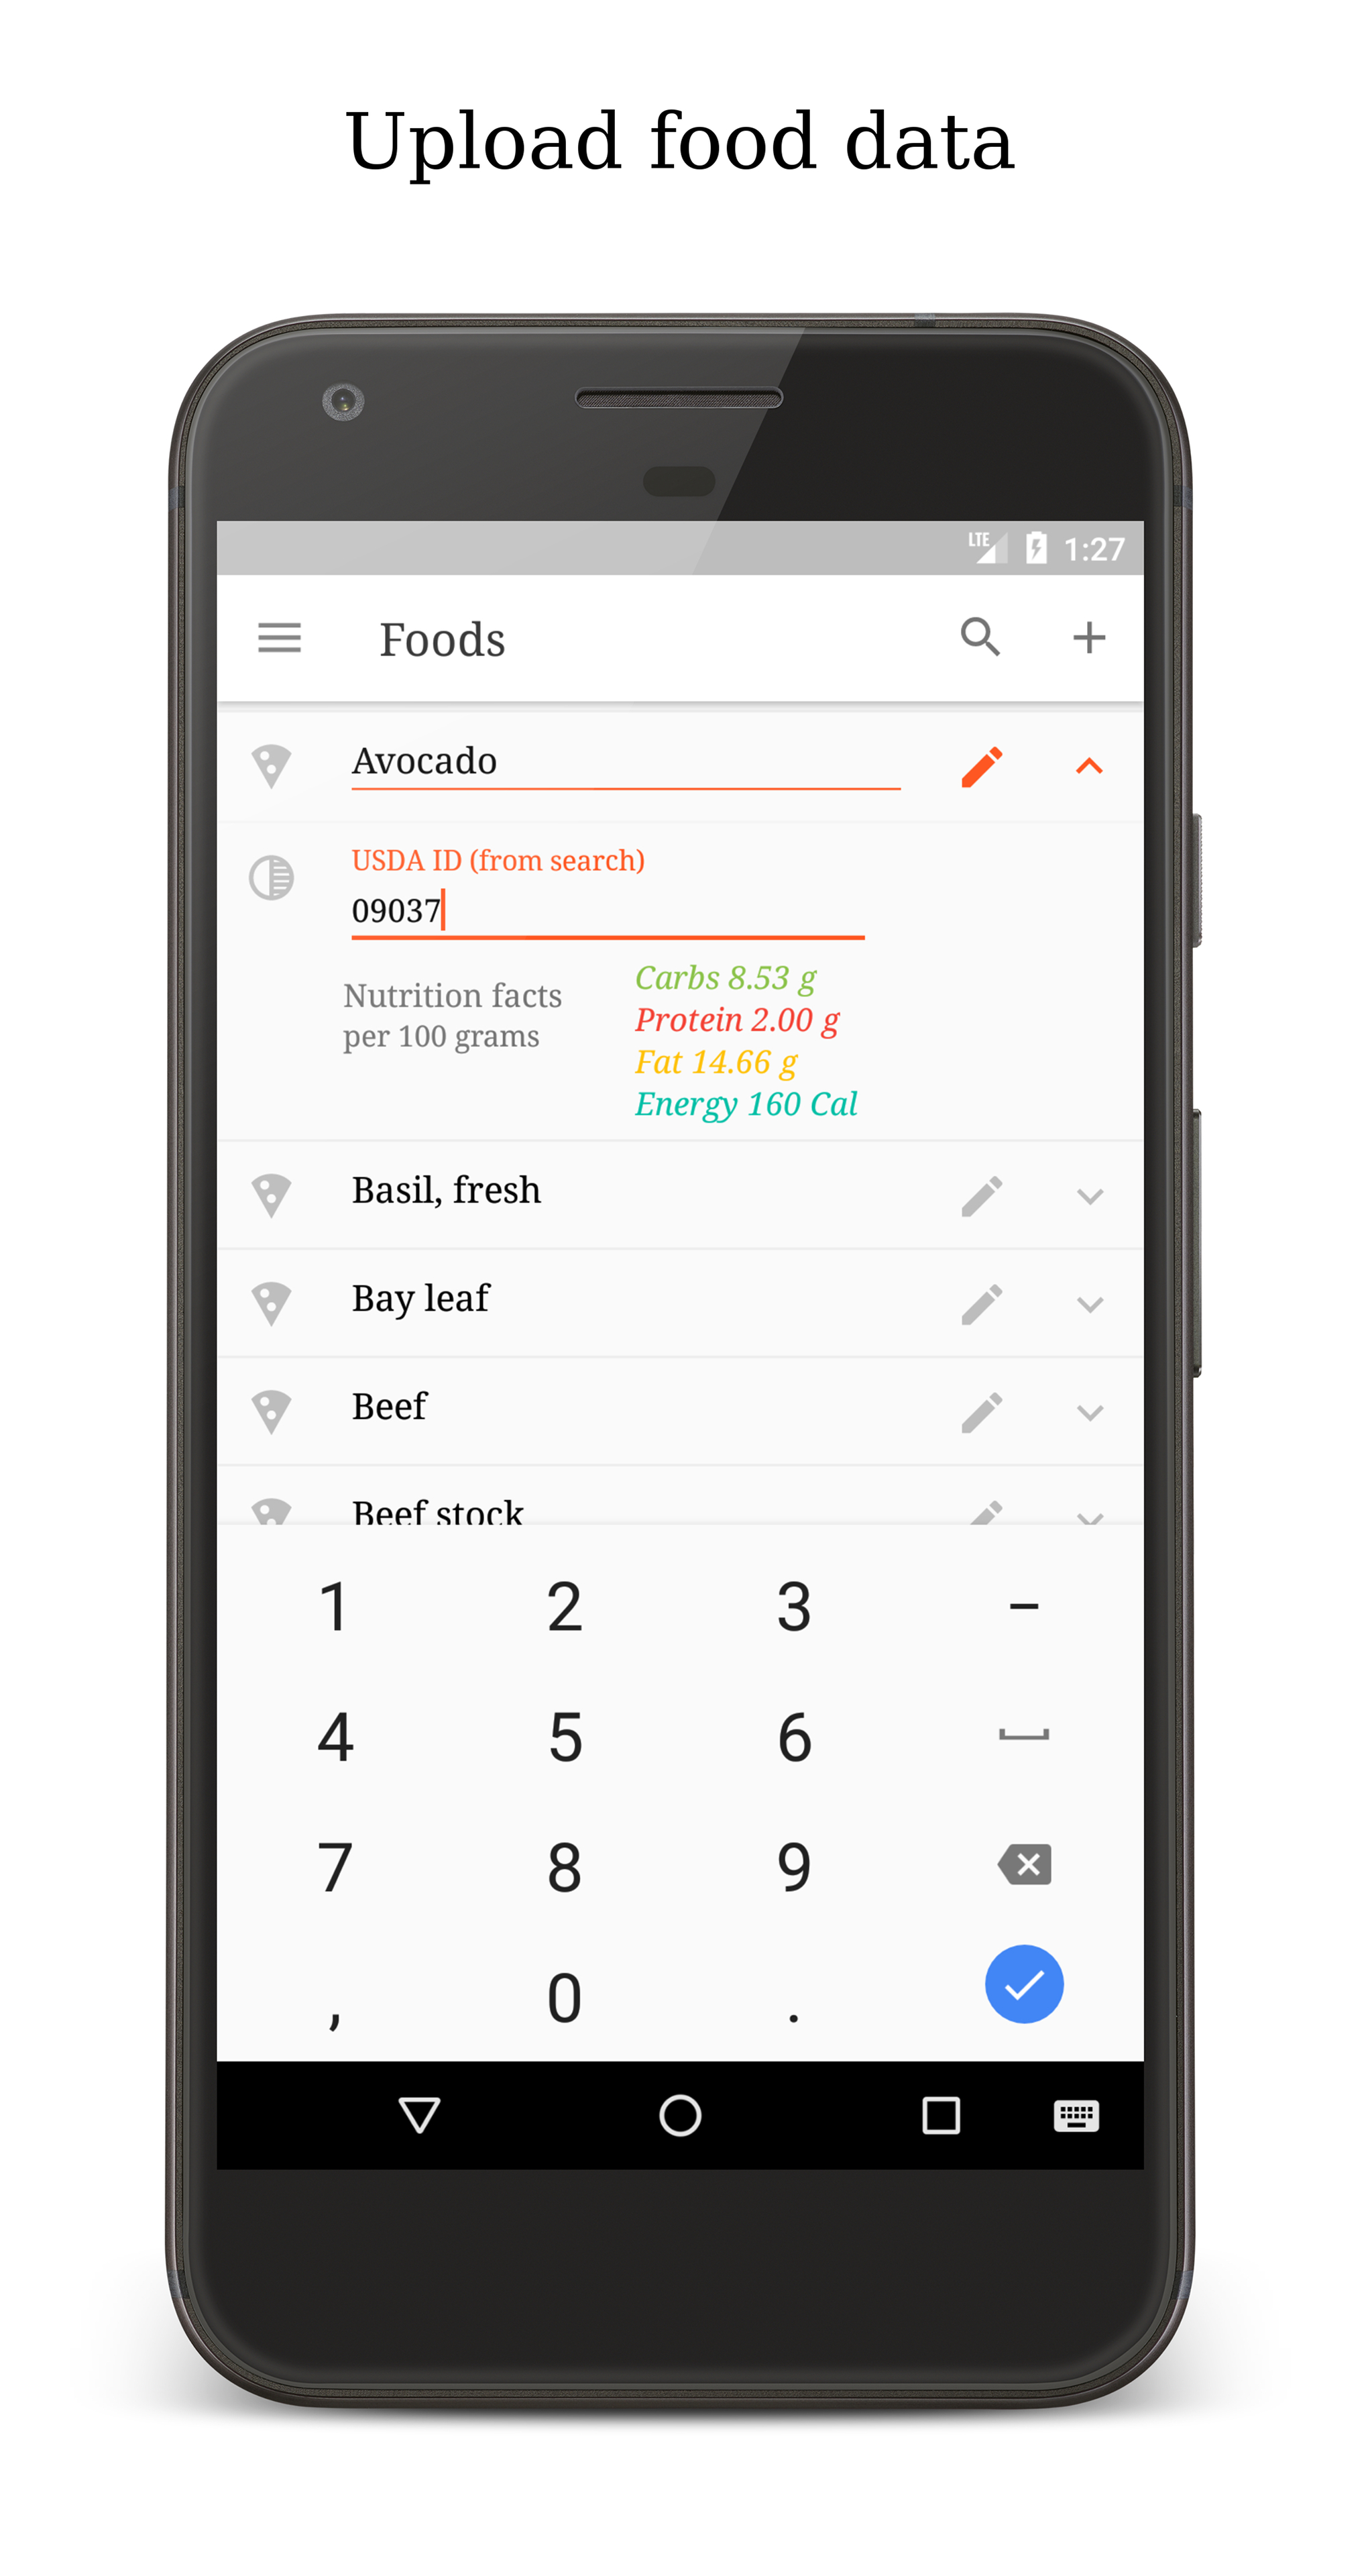 Upload food data
LTE 1:27
Foods
Avocado
USDA ID (from search)
09037
Nutrition facts
per 100 grams
Carbs 8.53 g
Protein 2.00 g
Fat 14.66 g
Energy 160 Cal
Basil, fresh
Bay leaf
Beef
Beef stock
1 2 3 –
4 5 6
7 8 9
, 0 .